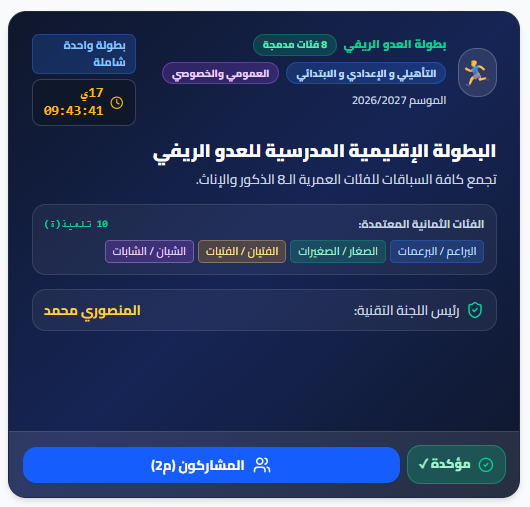 بطولة العدو الريفي
8 فئات مدمجة
التأهيلي و الإعدادي و الابتدائي
العمومي والخصوصي
الموسم 2026/2027
بطولة واحدة
شاملة
17ي
09:43:41
البطولة الإقليمية المدرسية للعدو الريفي
تجمع كافة السباقات للفئات العمرية الـ8 الذكور والإناث.
الفئات الثمانية المعتمدة:
10 تلميذ(ة)
البراعم / البرعمات
الصغار / الصغيرات
الفتيان / الفتيات
الشبان / الشابات
رئيس اللجنة التقنية:
المنصوري محمد
مؤكدة ✓
المشاركون (م2)